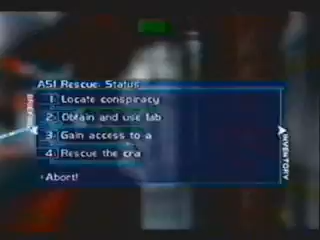 A51 Rescue: Status
1: Locate conspiracy
2: Obtain and use lab
3: Gain access to a
4: Rescue the cra
Abort!
INVENTORY